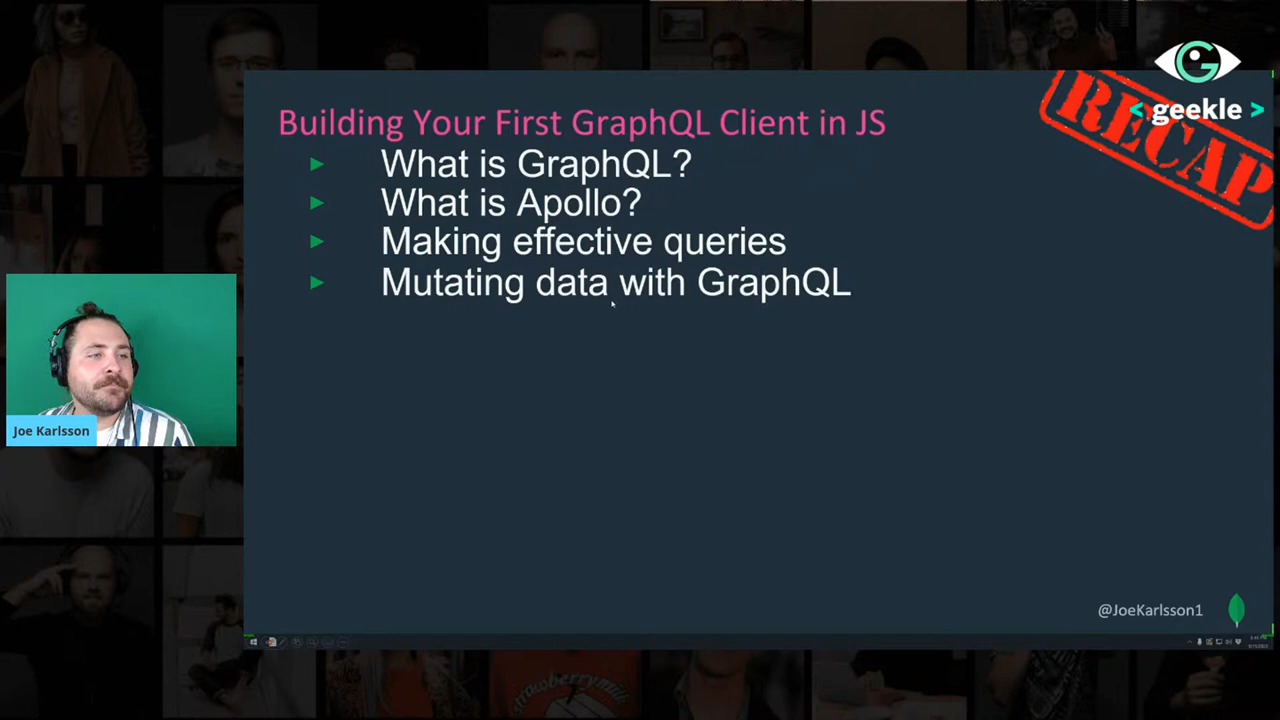 < geekle >
RECAP
Building Your First GraphQL Client in JS
What is GraphQL?
What is Apollo?
Making effective queries
Mutating data with GraphQL
Joe Karlsson
@JoeKarlsson1